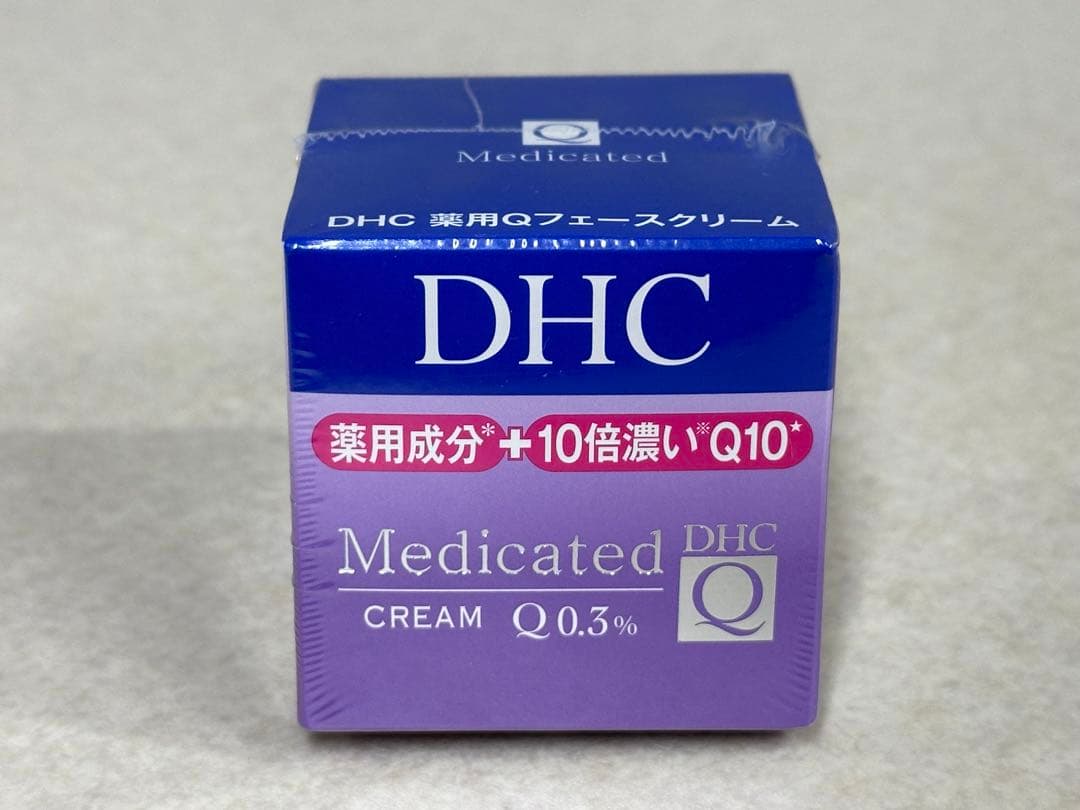 Q
Medicated
DHC 薬用Qフェースクリーム
DHC
薬用成分*+10倍濃い※Q10★
Medicated
CREAM Q0.3%
DHC
Q